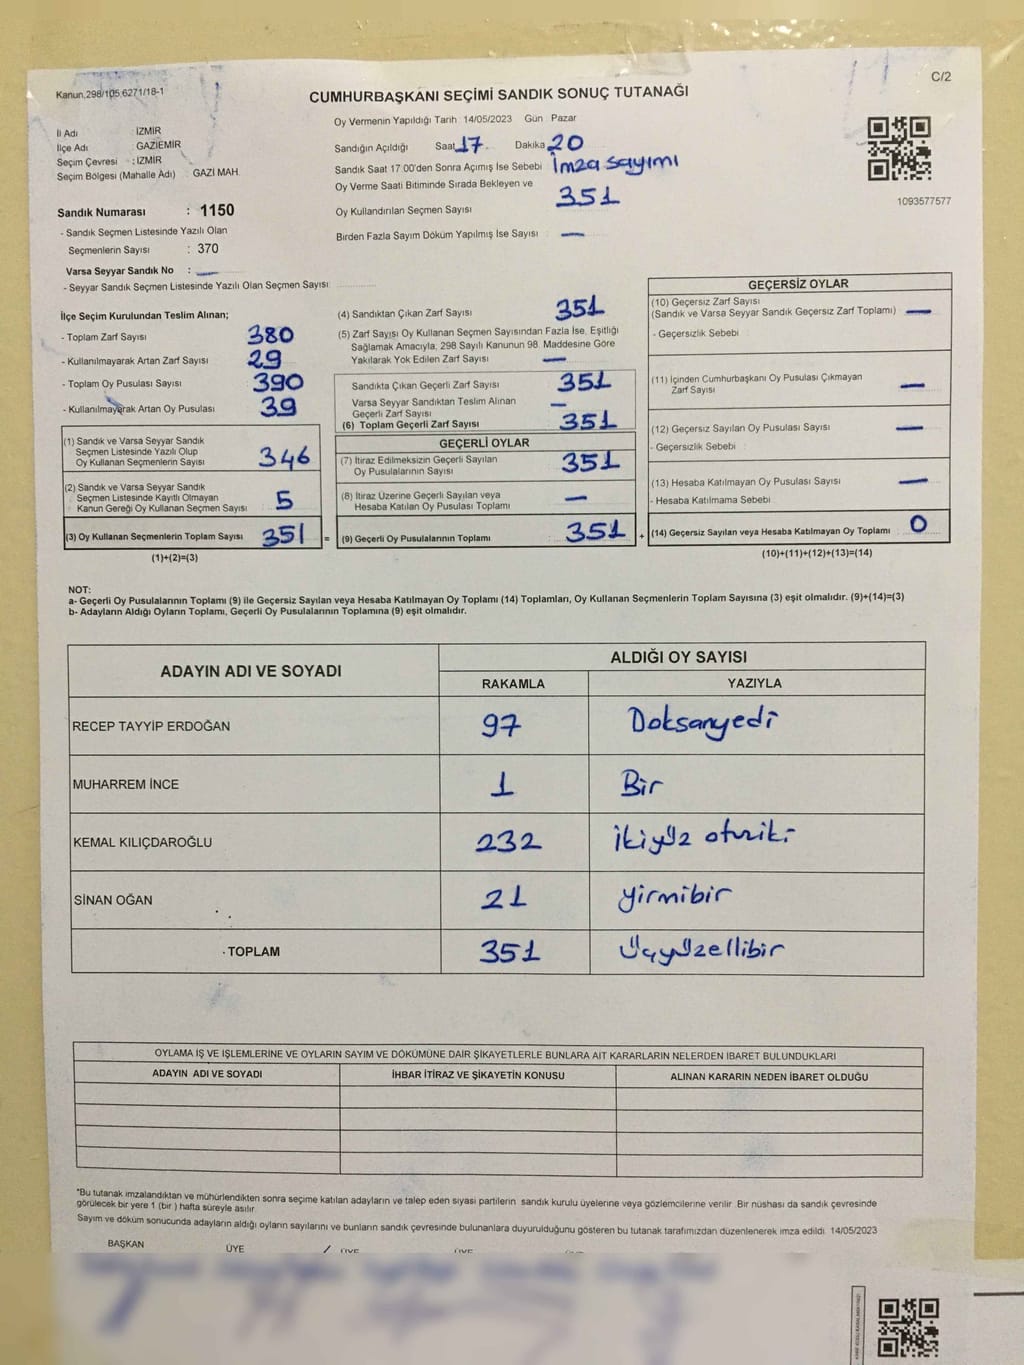 Kanun.298/105,6271/18-1
C/2
CUMHURBAŞKANI SEÇİMİ SANDIK SONUÇ TUTANAĞI
İl Adı : İZMİR
İlçe Adı : GAZİEMİR
Seçim Çevresi : İZMİR
Seçim Bölgesi (Mahalle Adı) : GAZİ MAH.
Sandık Numarası : 1150
- Sandık Seçmen Listesinde Yazılı Olan
Seçmenlerin Sayısı : 370
Varsa Seyyar Sandık No : —
- Seyyar Sandık Seçmen Listesinde Yazılı Olan Seçmen Sayısı:
Oy Vermenin Yapıldığı Tarih 14/05/2023 Gün Pazar
Sandığın Açıldığı Saat 17 Dakika 20
Sandık Saat 17:00'den Sonra Açımış İse Sebebi İmza sayımı
Oy Verme Saati Bitiminde Sırada Bekleyen ve
Oy Kullandırılan Seçmen Sayısı 351
Birden Fazla Sayım Döküm Yapılmış İse Sayısı : —
1093577577
İlçe Seçim Kurulundan Teslim Alınan;
- Toplam Zarf Sayısı 380
- Kullanılmayarak Artan Zarf Sayısı 29
- Toplam Oy Pusulası Sayısı 390
- Kullanılmayarak Artan Oy Pusulası 39
(1) Sandık ve Varsa Seyyar Sandık
Seçmen Listesinde Yazılı Olup
Oy Kullanan Seçmenlerin Sayısı 346
(2) Sandık ve Varsa Seyyar Sandık
Seçmen Listesinde Kayıtlı Olmayan
Kanun Gereği Oy Kullanan Seçmen Sayısı 5
(3) Oy Kullanan Seçmenlerin Toplam Sayısı 351 =
(1)+(2)=(3)
(4) Sandıktan Çıkan Zarf Sayısı 351
(5) Zarf Sayısı Oy Kullanan Seçmen Sayısından Fazla İse, Eşitliği
Sağlamak Amacıyla, 298 Sayılı Kanunun 98. Maddesine Göre
Yakılarak Yok Edilen Zarf Sayısı —
Sandıkta Çıkan Geçerli Zarf Sayısı 351
Varsa Seyyar Sandıktan Teslim Alınan
Geçerli Zarf Sayısı —
(6) Toplam Geçerli Zarf Sayısı 351
GEÇERLİ OYLAR
(7) İtiraz Edilmeksizin Geçerli Sayılan
Oy Pusulalarının Sayısı 351
(8) İtiraz Üzerine Geçerli Sayılan veya
Hesaba Katılan Oy Pusulası Toplamı —
(9) Geçerli Oy Pusulalarının Toplamı 351 +
GEÇERSİZ OYLAR
(10) Geçersiz Zarf Sayısı
(Sandık ve Varsa Seyyar Sandık Geçersiz Zarf Toplamı) —
- Geçersizlik Sebebi :
(11) İçinden Cumhurbaşkanı Oy Pusulası Çıkmayan
Zarf Sayısı —
(12) Geçersiz Sayılan Oy Pusulası Sayısı —
- Geçersizlik Sebebi :
(13) Hesaba Katılmayan Oy Pusulası Sayısı —
- Hesaba Katılmama Sebebi :
(14) Geçersiz Sayılan veya Hesaba Katılmayan Oy Toplamı 0
(10)+(11)+(12)+(13)=(14)
NOT:
a- Geçerli Oy Pusulalarının Toplamı (9) ile Geçersiz Sayılan veya Hesaba Katılmayan Oy Toplamı (14) Toplamları, Oy Kullanan Seçmenlerin Toplam Sayısına (3) eşit olmalıdır. (9)+(14)=(3)
b- Adayların Aldığı Oyların Toplamı, Geçerli Oy Pusulalarının Toplamına (9) eşit olmalıdır.
ADAYIN ADI VE SOYADI
ALDIĞI OY SAYISI
RAKAMLA YAZIYLA
RECEP TAYYİP ERDOĞAN 97 Doksanyedi
MUHARREM İNCE 1 Bir
KEMAL KILIÇDAROĞLU 232 İkiyüz otuziki
SİNAN OĞAN 21 yirmibir
TOPLAM 351 Üçyüzellibir
OYLAMA İŞ VE İŞLEMLERİNE VE OYLARIN SAYIM VE DÖKÜMÜNE DAİR ŞİKAYETLERLE BUNLARA AİT KARARLARIN NELERDEN İBARET BULUNDUKLARI
ADAYIN ADI VE SOYADI İHBAR İTİRAZ VE ŞİKAYETİN KONUSU ALINAN KARARIN NEDEN İBARET OLDUĞU
*Bu tutanak imzalandıktan ve mühürlendikten sonra seçime katılan adayların ve talep eden siyasi partilerin sandık kurulu üyelerine veya gözlemcilerine verilir. Bir nüshası da sandık çevresinde
görülecek bir yere 1 (bir ) hafta süreyle asılır.
Sayım ve döküm sonucunda adayların aldığı oyların sayılarını ve bunların sandık çevresinde bulunanlara duyurulduğunu gösteren bu tutanak tarafımızdan düzenlenerek imza edildi. 14/05/2023
BAŞKAN ÜYE ÜYE ÜYE